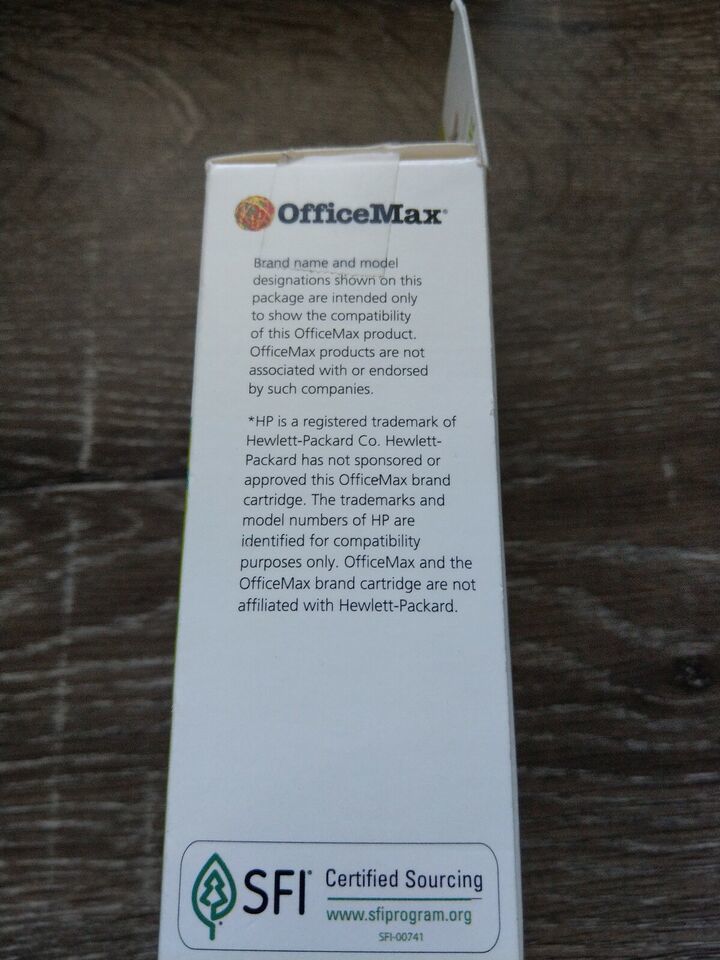 OfficeMax®
Brand name and model
designations shown on this
package are intended only
to show the compatibility
of this OfficeMax product.
OfficeMax products are not
associated with or endorsed
by such companies.
*HP is a registered trademark of
Hewlett-Packard Co. Hewlett-
Packard has not sponsored or
approved this OfficeMax brand
cartridge. The trademarks and
model numbers of HP are
identified for compatibility
purposes only. OfficeMax and the
OfficeMax brand cartridge are not
affiliated with Hewlett-Packard.
SFI®
Certified Sourcing
www.sfiprogram.org
SFI-00741